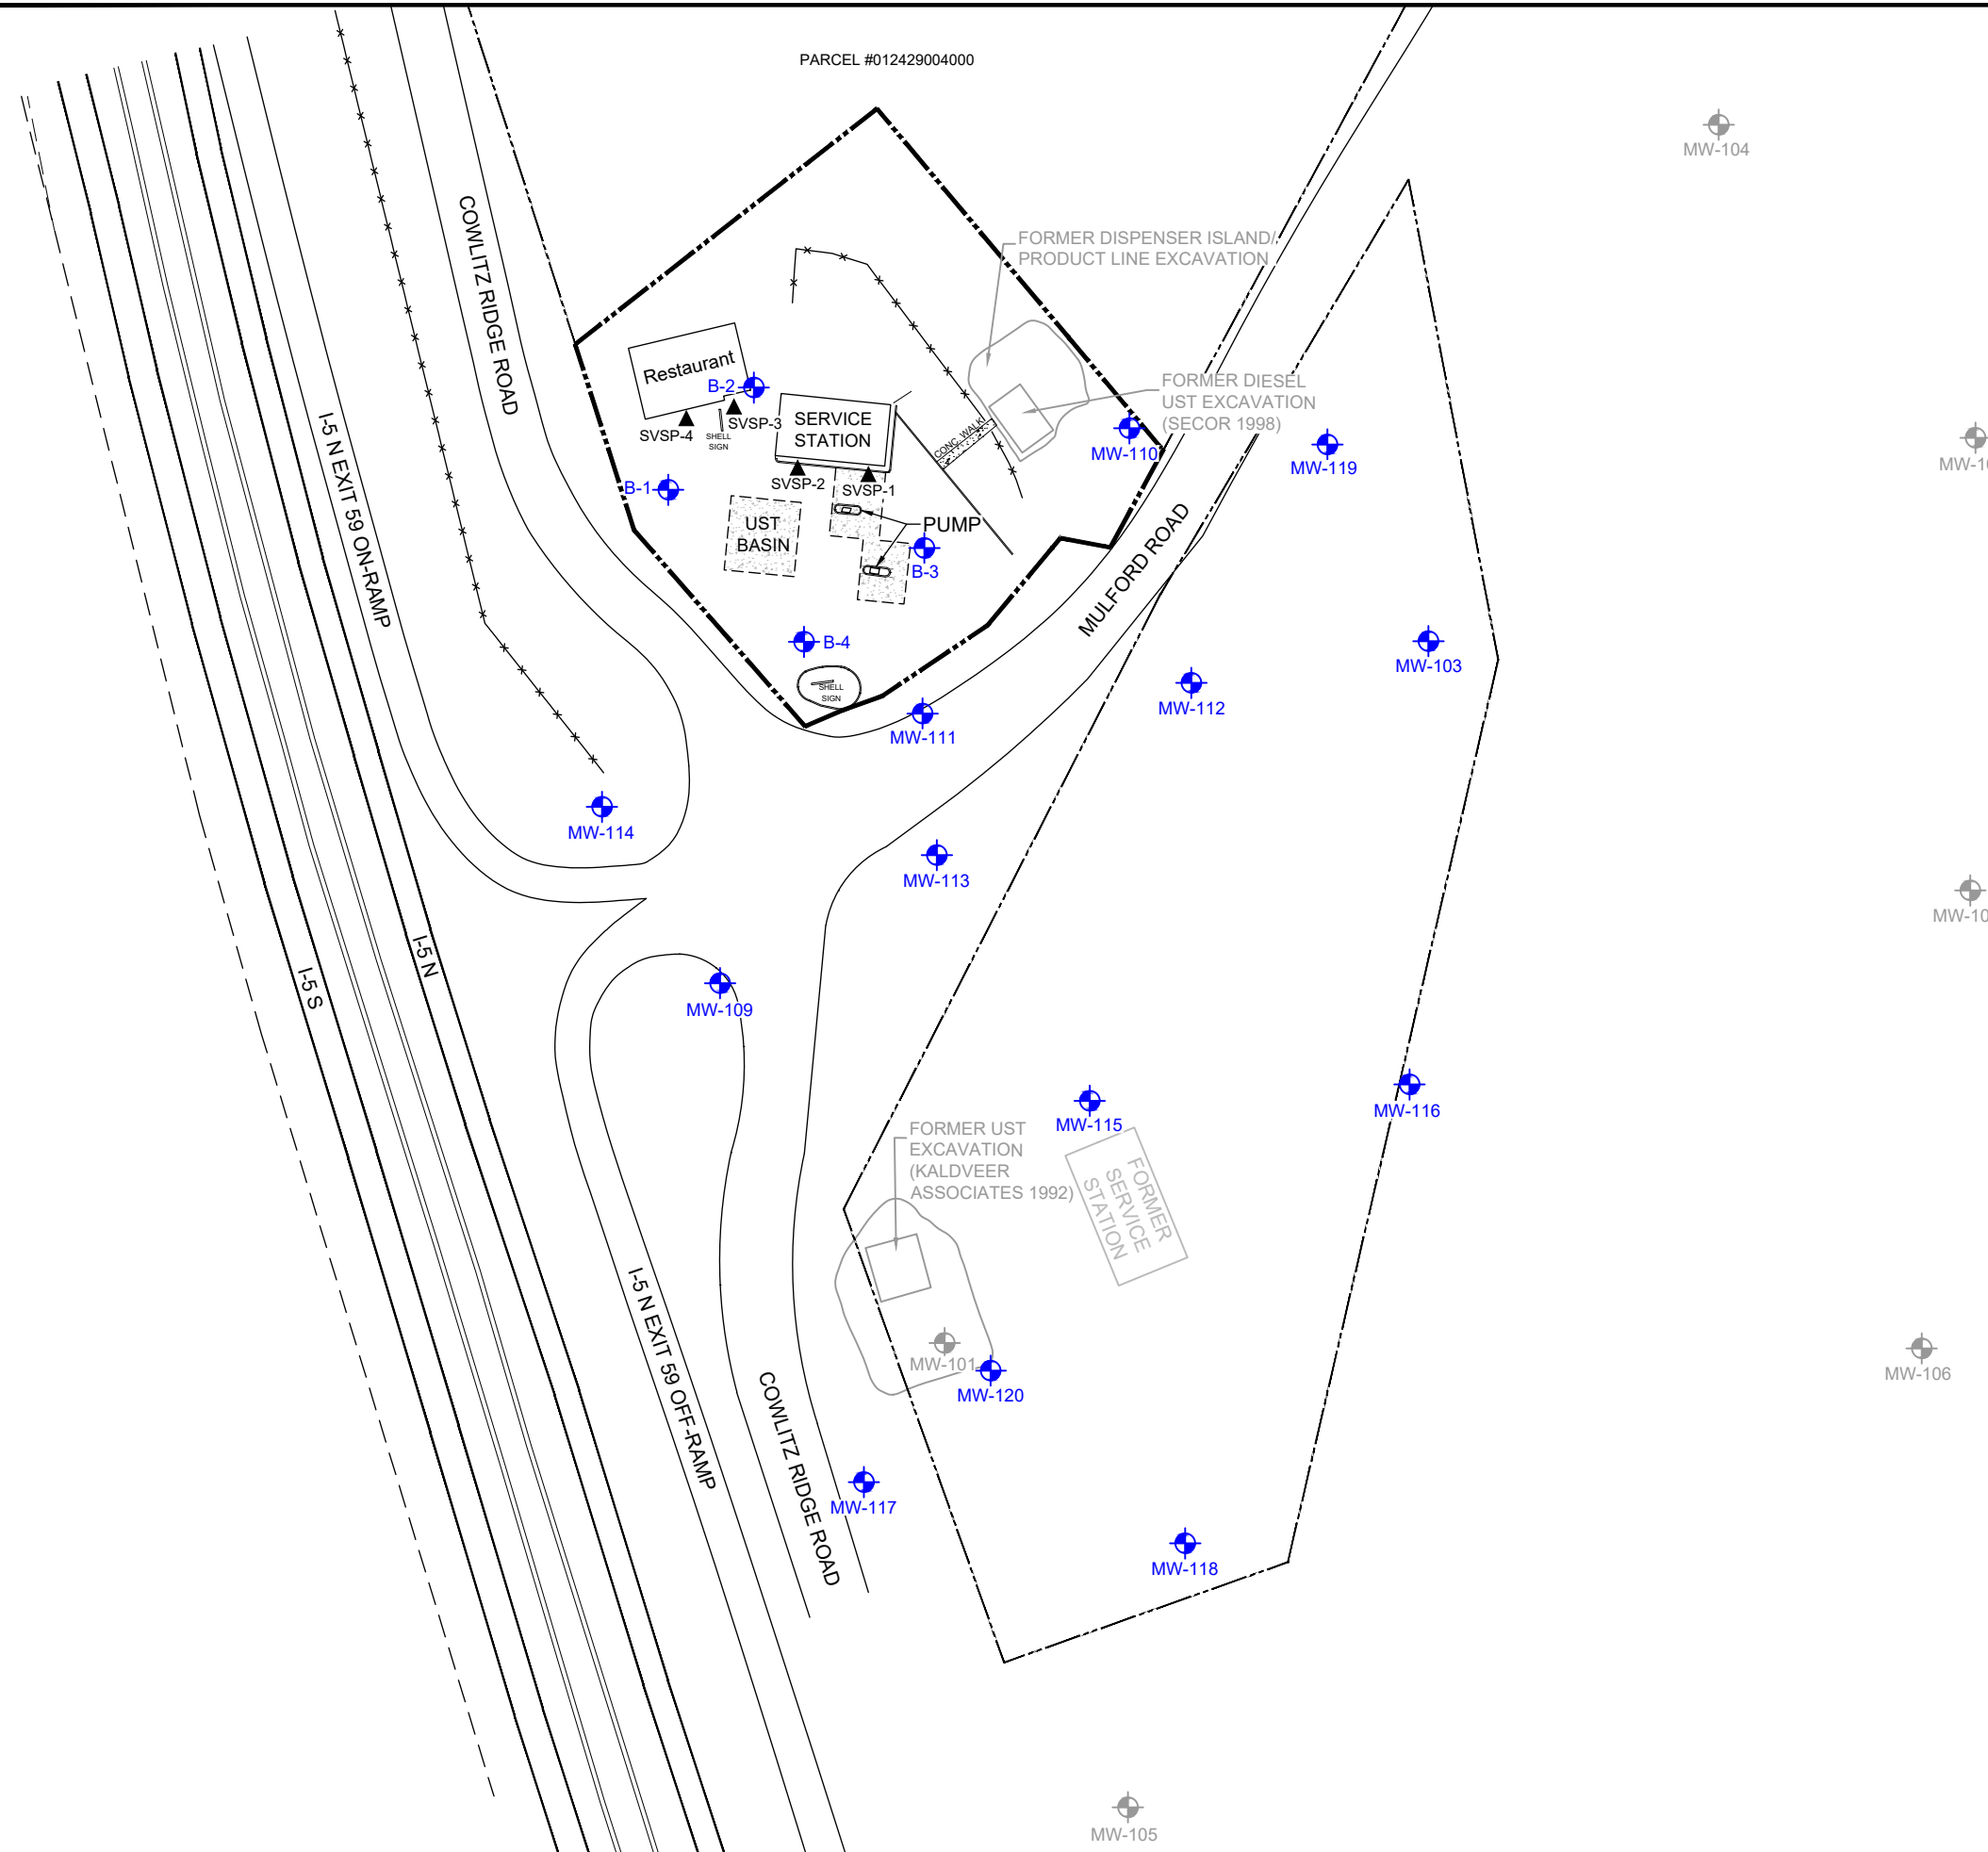 PARCEL #012429004000
MW-104
COWLITZ RIDGE ROAD
FORMER DISPENSER ISLAND/
PRODUCT LINE EXCAVATION
Restaurant
B-2
SVSP-3
SVSP-4
SHELL
SIGN
SERVICE
STATION
CONC. WALK
FORMER DIESEL
UST EXCAVATION
(SECOR 1998)
MW-110
MW-119
I-5 N EXIT 59 ON-RAMP
B-1
SVSP-2
SVSP-1
UST
BASIN
PUMP
B-3
MULFORD ROAD
B-4
SHELL
SIGN
MW-103
MW-112
MW-111
MW-114
MW-113
I-5 N
I-5 S
MW-109
MW-115
MW-116
FORMER UST
EXCAVATION
(KALDVEER
ASSOCIATES 1992)
FORMER
SERVICE
STATION
I-5 N EXIT 59 OFF-RAMP
MW-101
MW-120
MW-106
COWLITZ RIDGE ROAD
MW-117
MW-118
MW-105